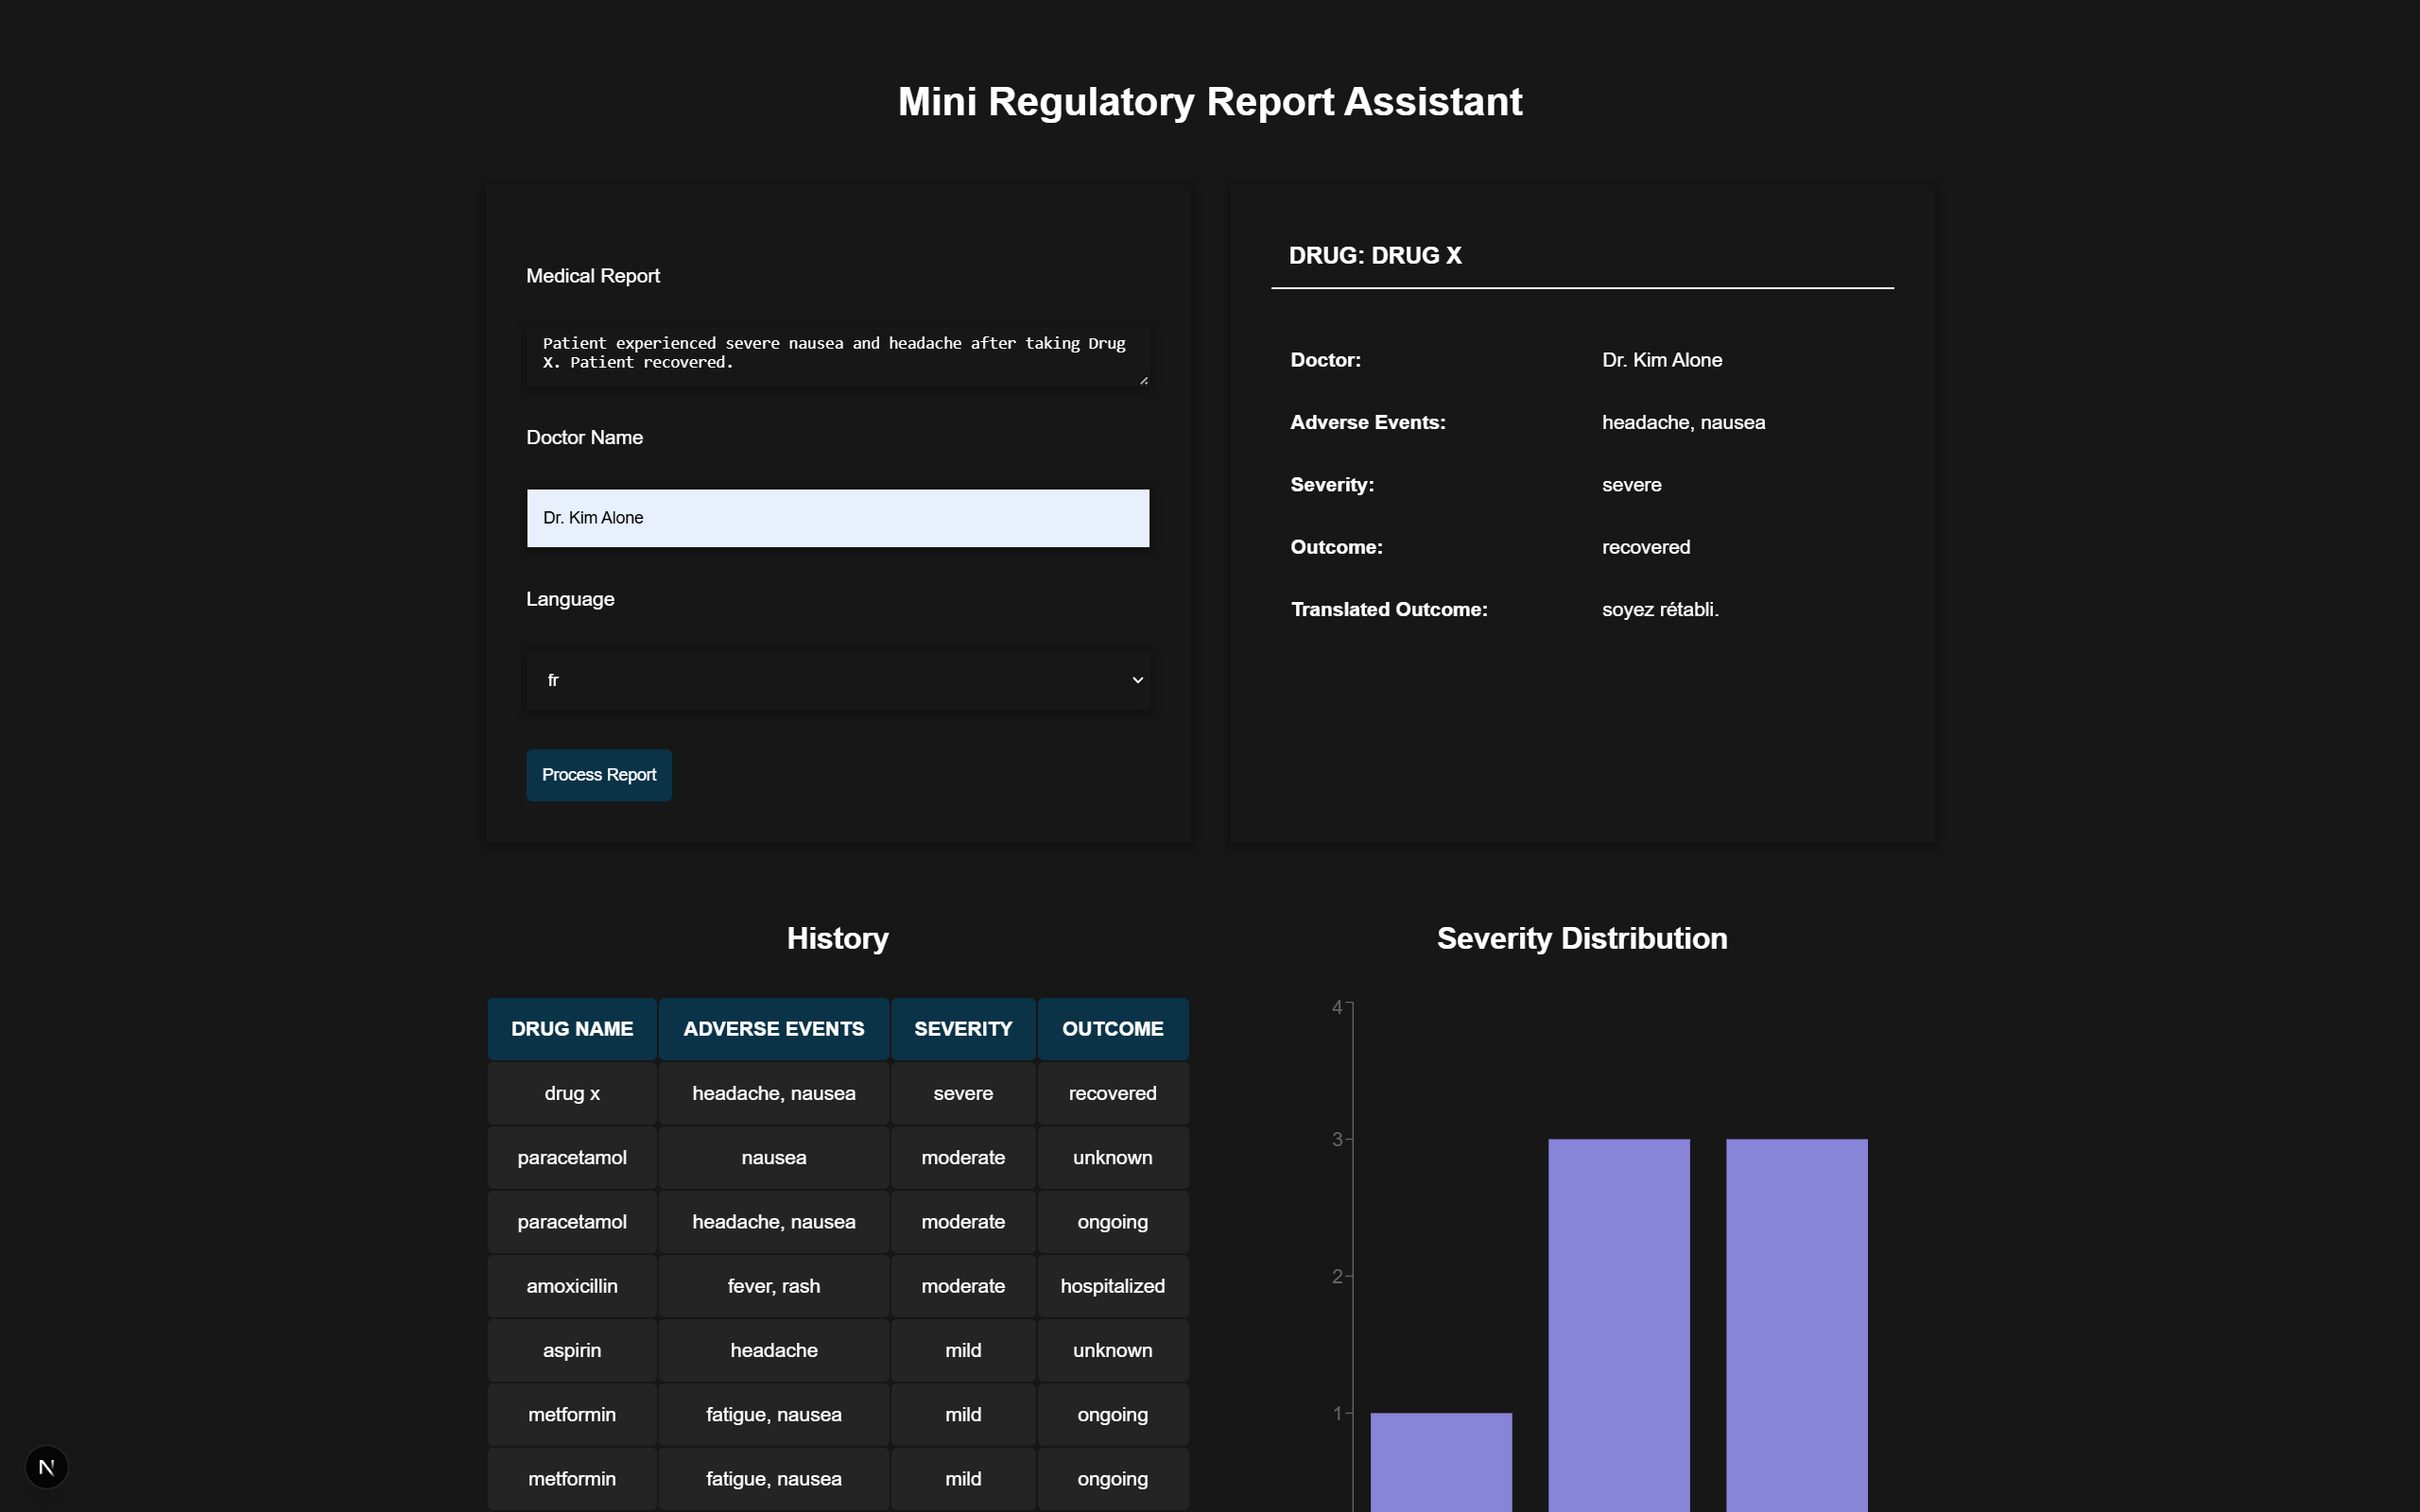 Mini Regulatory Report Assistant
Medical Report
Patient experienced severe nausea and headache after taking Drug
X. Patient recovered.
Doctor Name
Dr. Kim Alone
Language
fr
Process Report
DRUG: DRUG X
Doctor: Dr. Kim Alone
Adverse Events: headache, nausea
Severity: severe
Outcome: recovered
Translated Outcome: soyez rétabli.
History
DRUG NAME ADVERSE EVENTS SEVERITY OUTCOME
drug x headache, nausea severe recovered
paracetamol nausea moderate unknown
paracetamol headache, nausea moderate ongoing
amoxicillin fever, rash moderate hospitalized
aspirin headache mild unknown
metformin fatigue, nausea mild ongoing
metformin fatigue, nausea mild ongoing
Severity Distribution
4
3
2
1
N